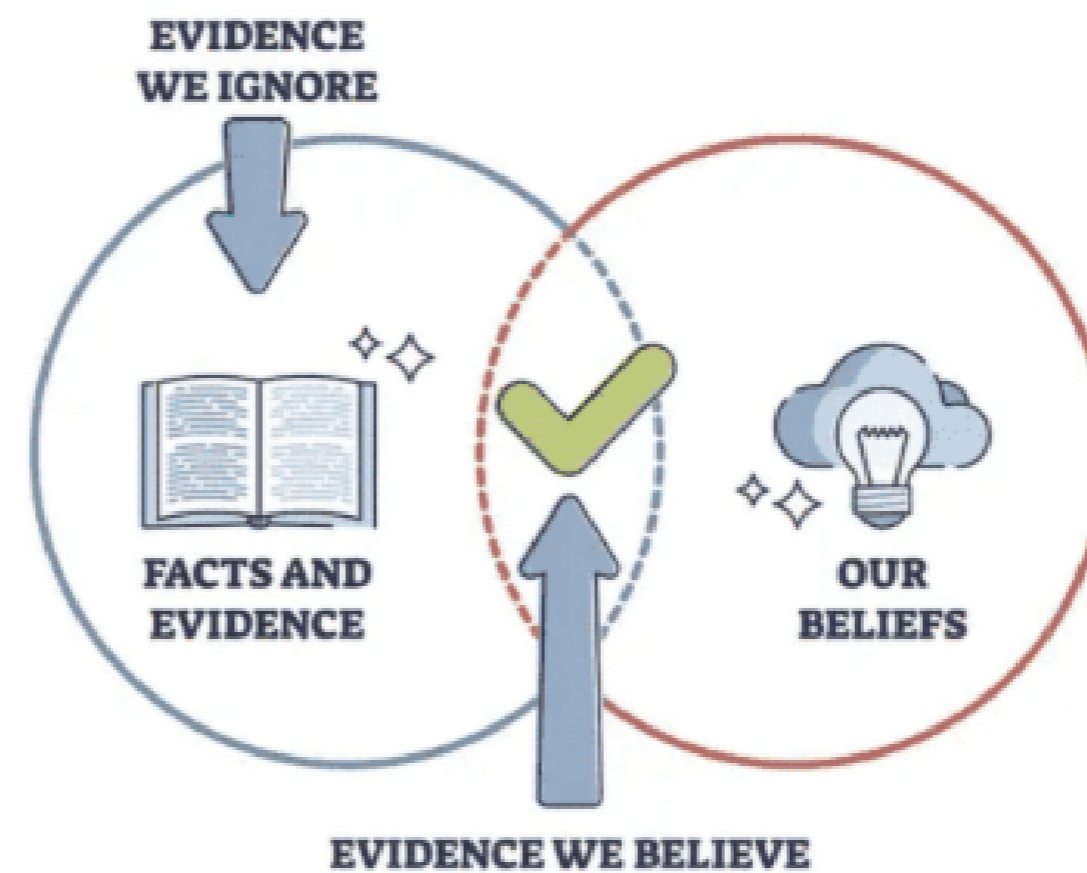 EVIDENCE
WE IGNORE
FACTS AND
EVIDENCE
OUR
BELIEFS
EVIDENCE WE BELIEVE